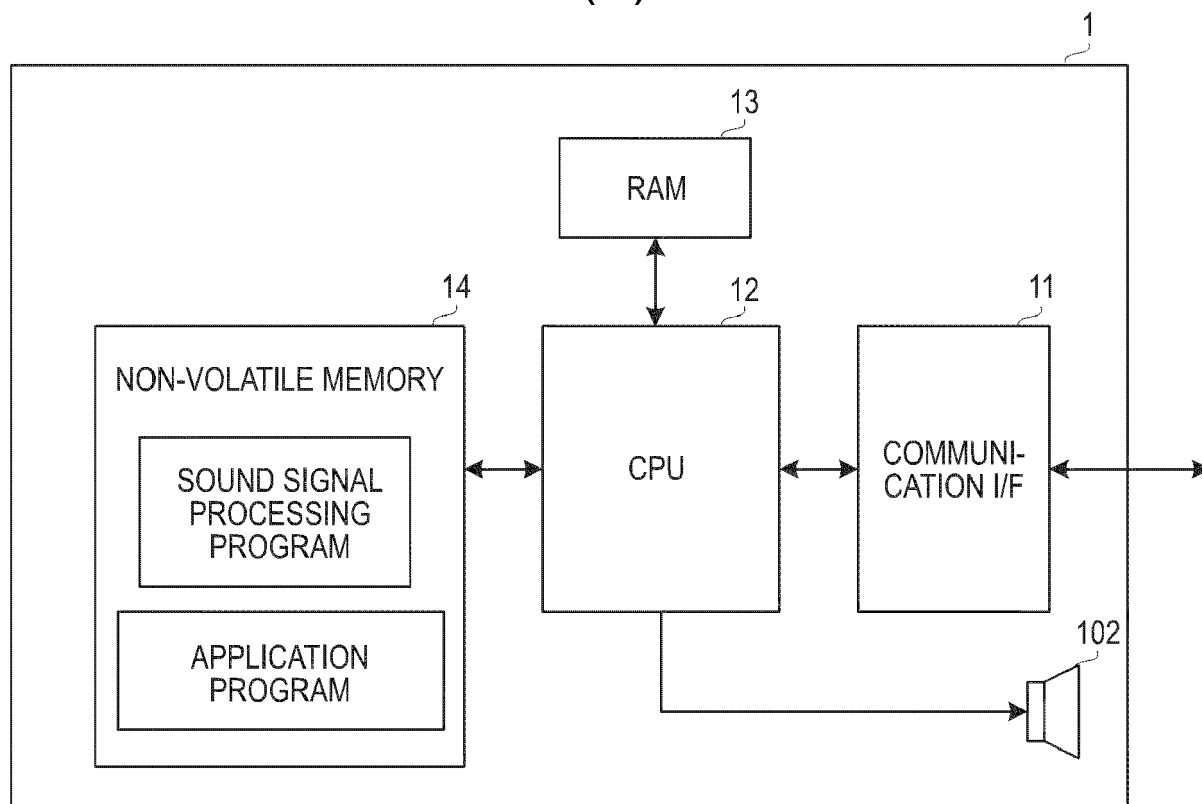 1
13
RAM
14
12
11
NON-VOLATILE MEMORY
SOUND SIGNAL
PROCESSING
PROGRAM
CPU
COMMUNI-
CATION I/F
APPLICATION
PROGRAM
102